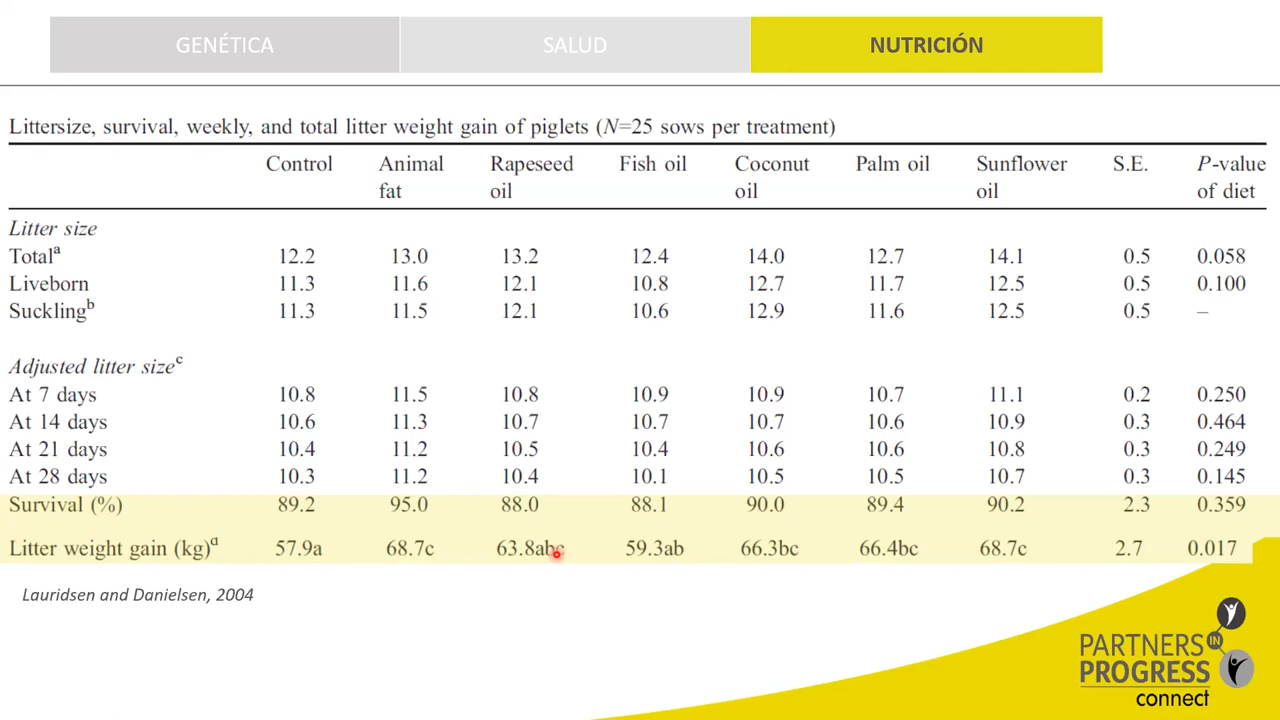 GENÉTICA SALUD NUTRICIÓN
Littersize, survival, weekly, and total litter weight gain of piglets (N=25 sows per treatment)
Control Animal fat Rapeseed oil Fish oil Coconut oil Palm oil Sunflower oil S.E. P-value of diet
Litter size
Totala 12.2 13.0 13.2 12.4 14.0 12.7 14.1 0.5 0.058
Liveborn 11.3 11.6 12.1 10.8 12.7 11.7 12.5 0.5 0.100
Sucklingb 11.3 11.5 12.1 10.6 12.9 11.6 12.5 0.5 –
Adjusted litter sizec
At 7 days 10.8 11.5 10.8 10.9 10.9 10.7 11.1 0.2 0.250
At 14 days 10.6 11.3 10.7 10.7 10.7 10.6 10.9 0.3 0.464
At 21 days 10.4 11.2 10.5 10.4 10.6 10.6 10.8 0.3 0.249
At 28 days 10.3 11.2 10.4 10.1 10.5 10.5 10.7 0.3 0.145
Survival (%) 89.2 95.0 88.0 88.1 90.0 89.4 90.2 2.3 0.359
Litter weight gain (kg)d 57.9a 68.7c 63.8abc 59.3ab 66.3bc 66.4bc 68.7c 2.7 0.017
Lauridsen and Danielsen, 2004
PARTNERS IN
PROGRESS
connect